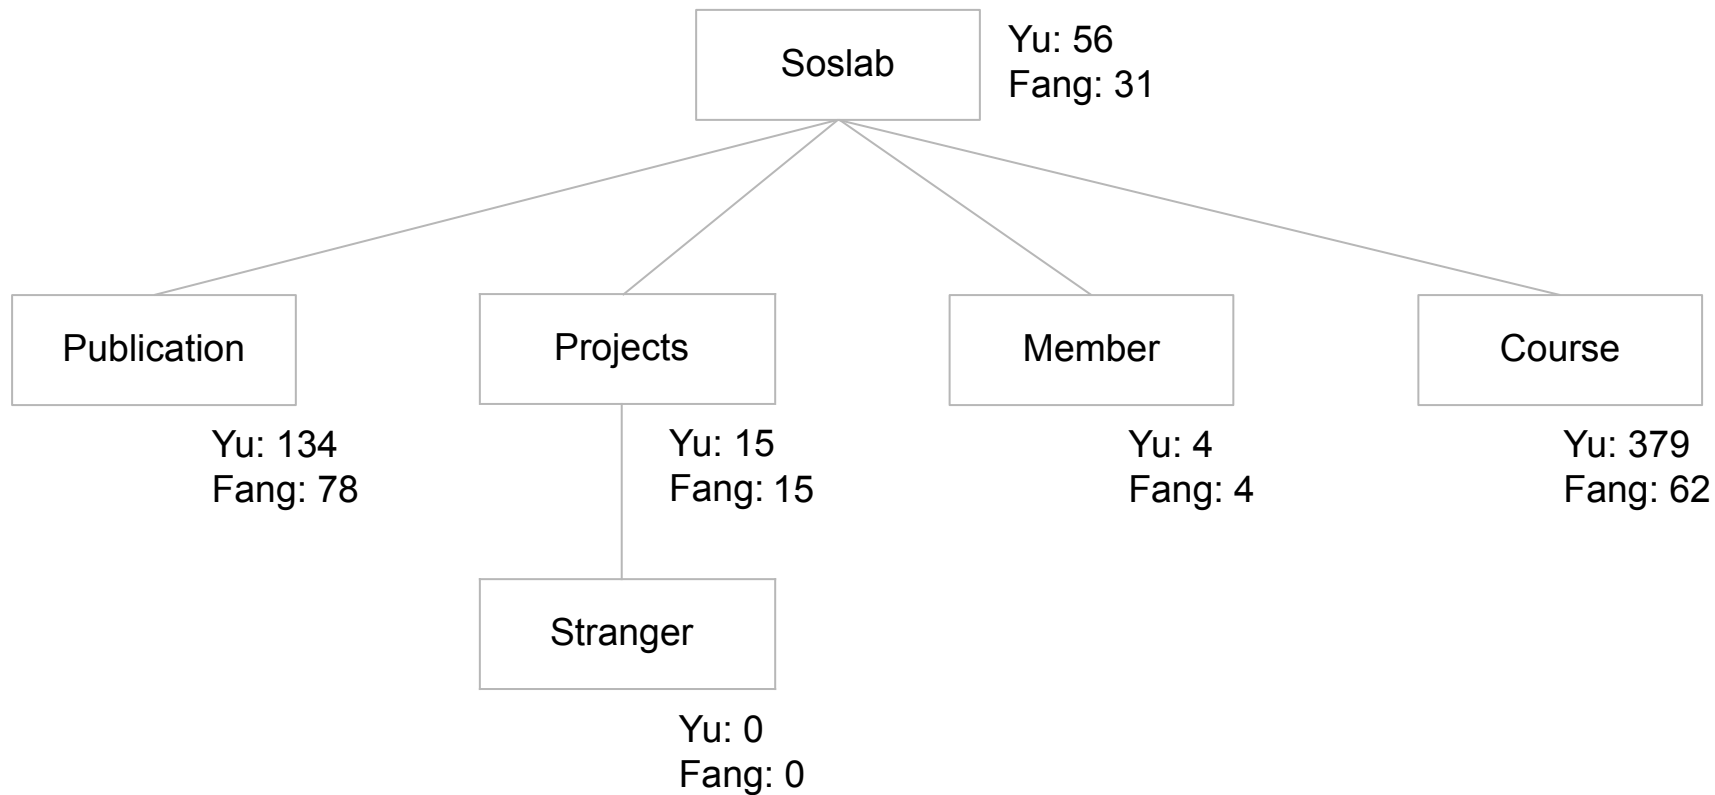 Soslab
Yu: 56
Fang: 31
Publication
Projects
Member
Course
Yu: 134
Fang: 78
Yu: 15
Fang: 15
Yu: 4
Fang: 4
Yu: 379
Fang: 62
Stranger
Yu: 0
Fang: 0